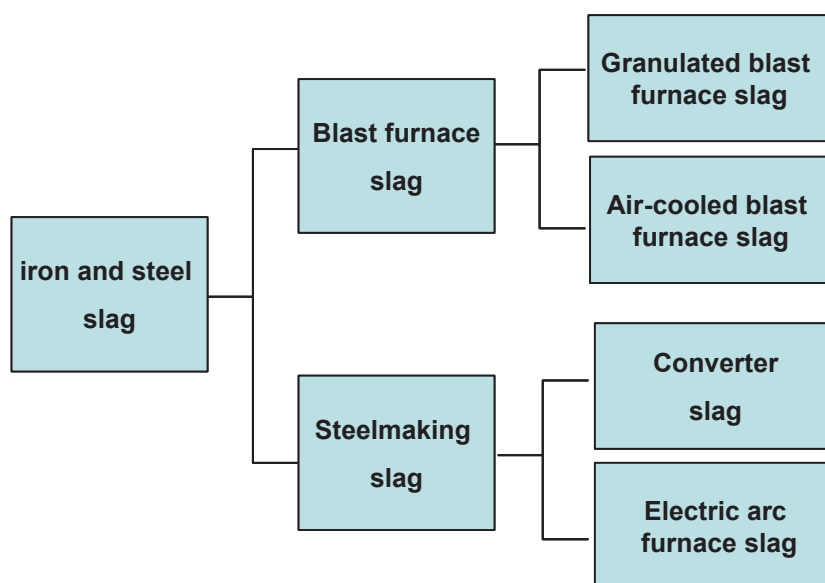 Granulated blast
furnace slag
Blast furnace
slag
Air-cooled blast
furnace slag
iron and steel
slag
Converter
slag
Steelmaking
slag
Electric arc
furnace slag